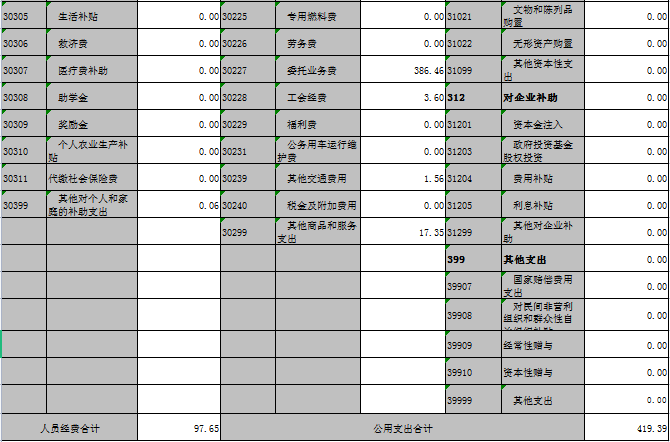 30305 生活补贴 0.00 30225 专用燃料费 0.00 31021 文物和陈列品购置 0.00
30306 救济费 0.00 30226 劳务费 0.00 31022 无形资产购置 0.00
30307 医疗费补助 0.00 30227 委托业务费 386.46 31099 其他资本性支出 0.00
30308 助学金 0.00 30228 工会经费 3.60 312 对企业补助 0.00
30309 奖励金 0.00 30229 福利费 0.00 31201 资本金注入 0.00
30310 个人农业生产补贴 0.00 30231 公务用车运行维护费 0.00 31203 政府投资基金股权投资 0.00
30311 代缴社会保险费 0.00 30239 其他交通费用 1.56 31204 费用补贴 0.00
30399 其他对个人和家庭的补助支出 0.06 30240 税金及附加费用 0.00 31205 利息补贴 0.00
30299 其他商品和服务支出 17.35 31299 其他对企业补助 0.00
399 其他支出 0.00
39907 国家赔偿费用支出 0.00
39908 对民间非营利组织和群众性自 0.00
39909 经常性赠与 0.00
39910 资本性赠与 0.00
39999 其他支出 0.00
人员经费合计 97.65 公用支出合计 419.39